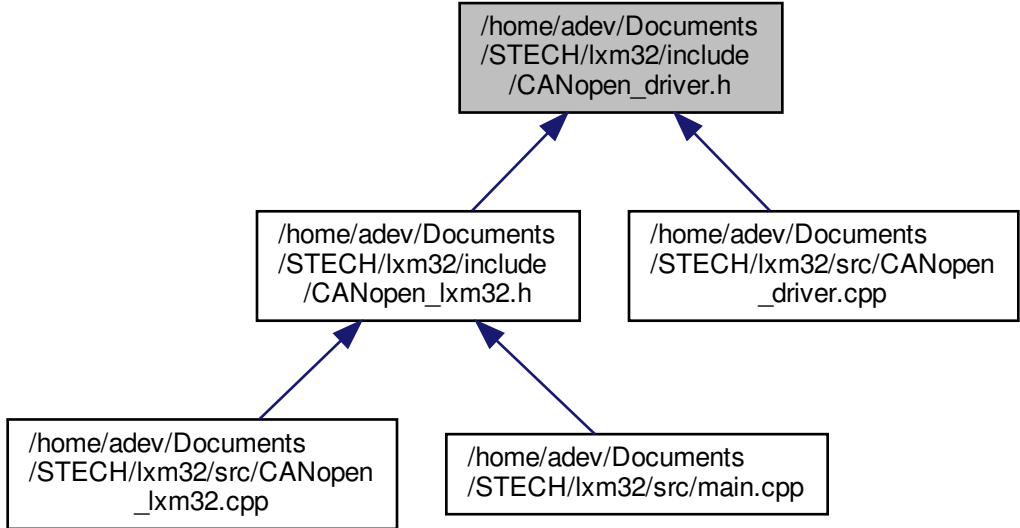 /home/adev/Documents
/STECH/lxm32/include
/CANopen_driver.h
/home/adev/Documents
/STECH/lxm32/include
/CANopen_lxm32.h
/home/adev/Documents
/STECH/lxm32/src/CANopen
_driver.cpp
/home/adev/Documents
/STECH/lxm32/src/CANopen
_lxm32.cpp
/home/adev/Documents
/STECH/lxm32/src/main.cpp